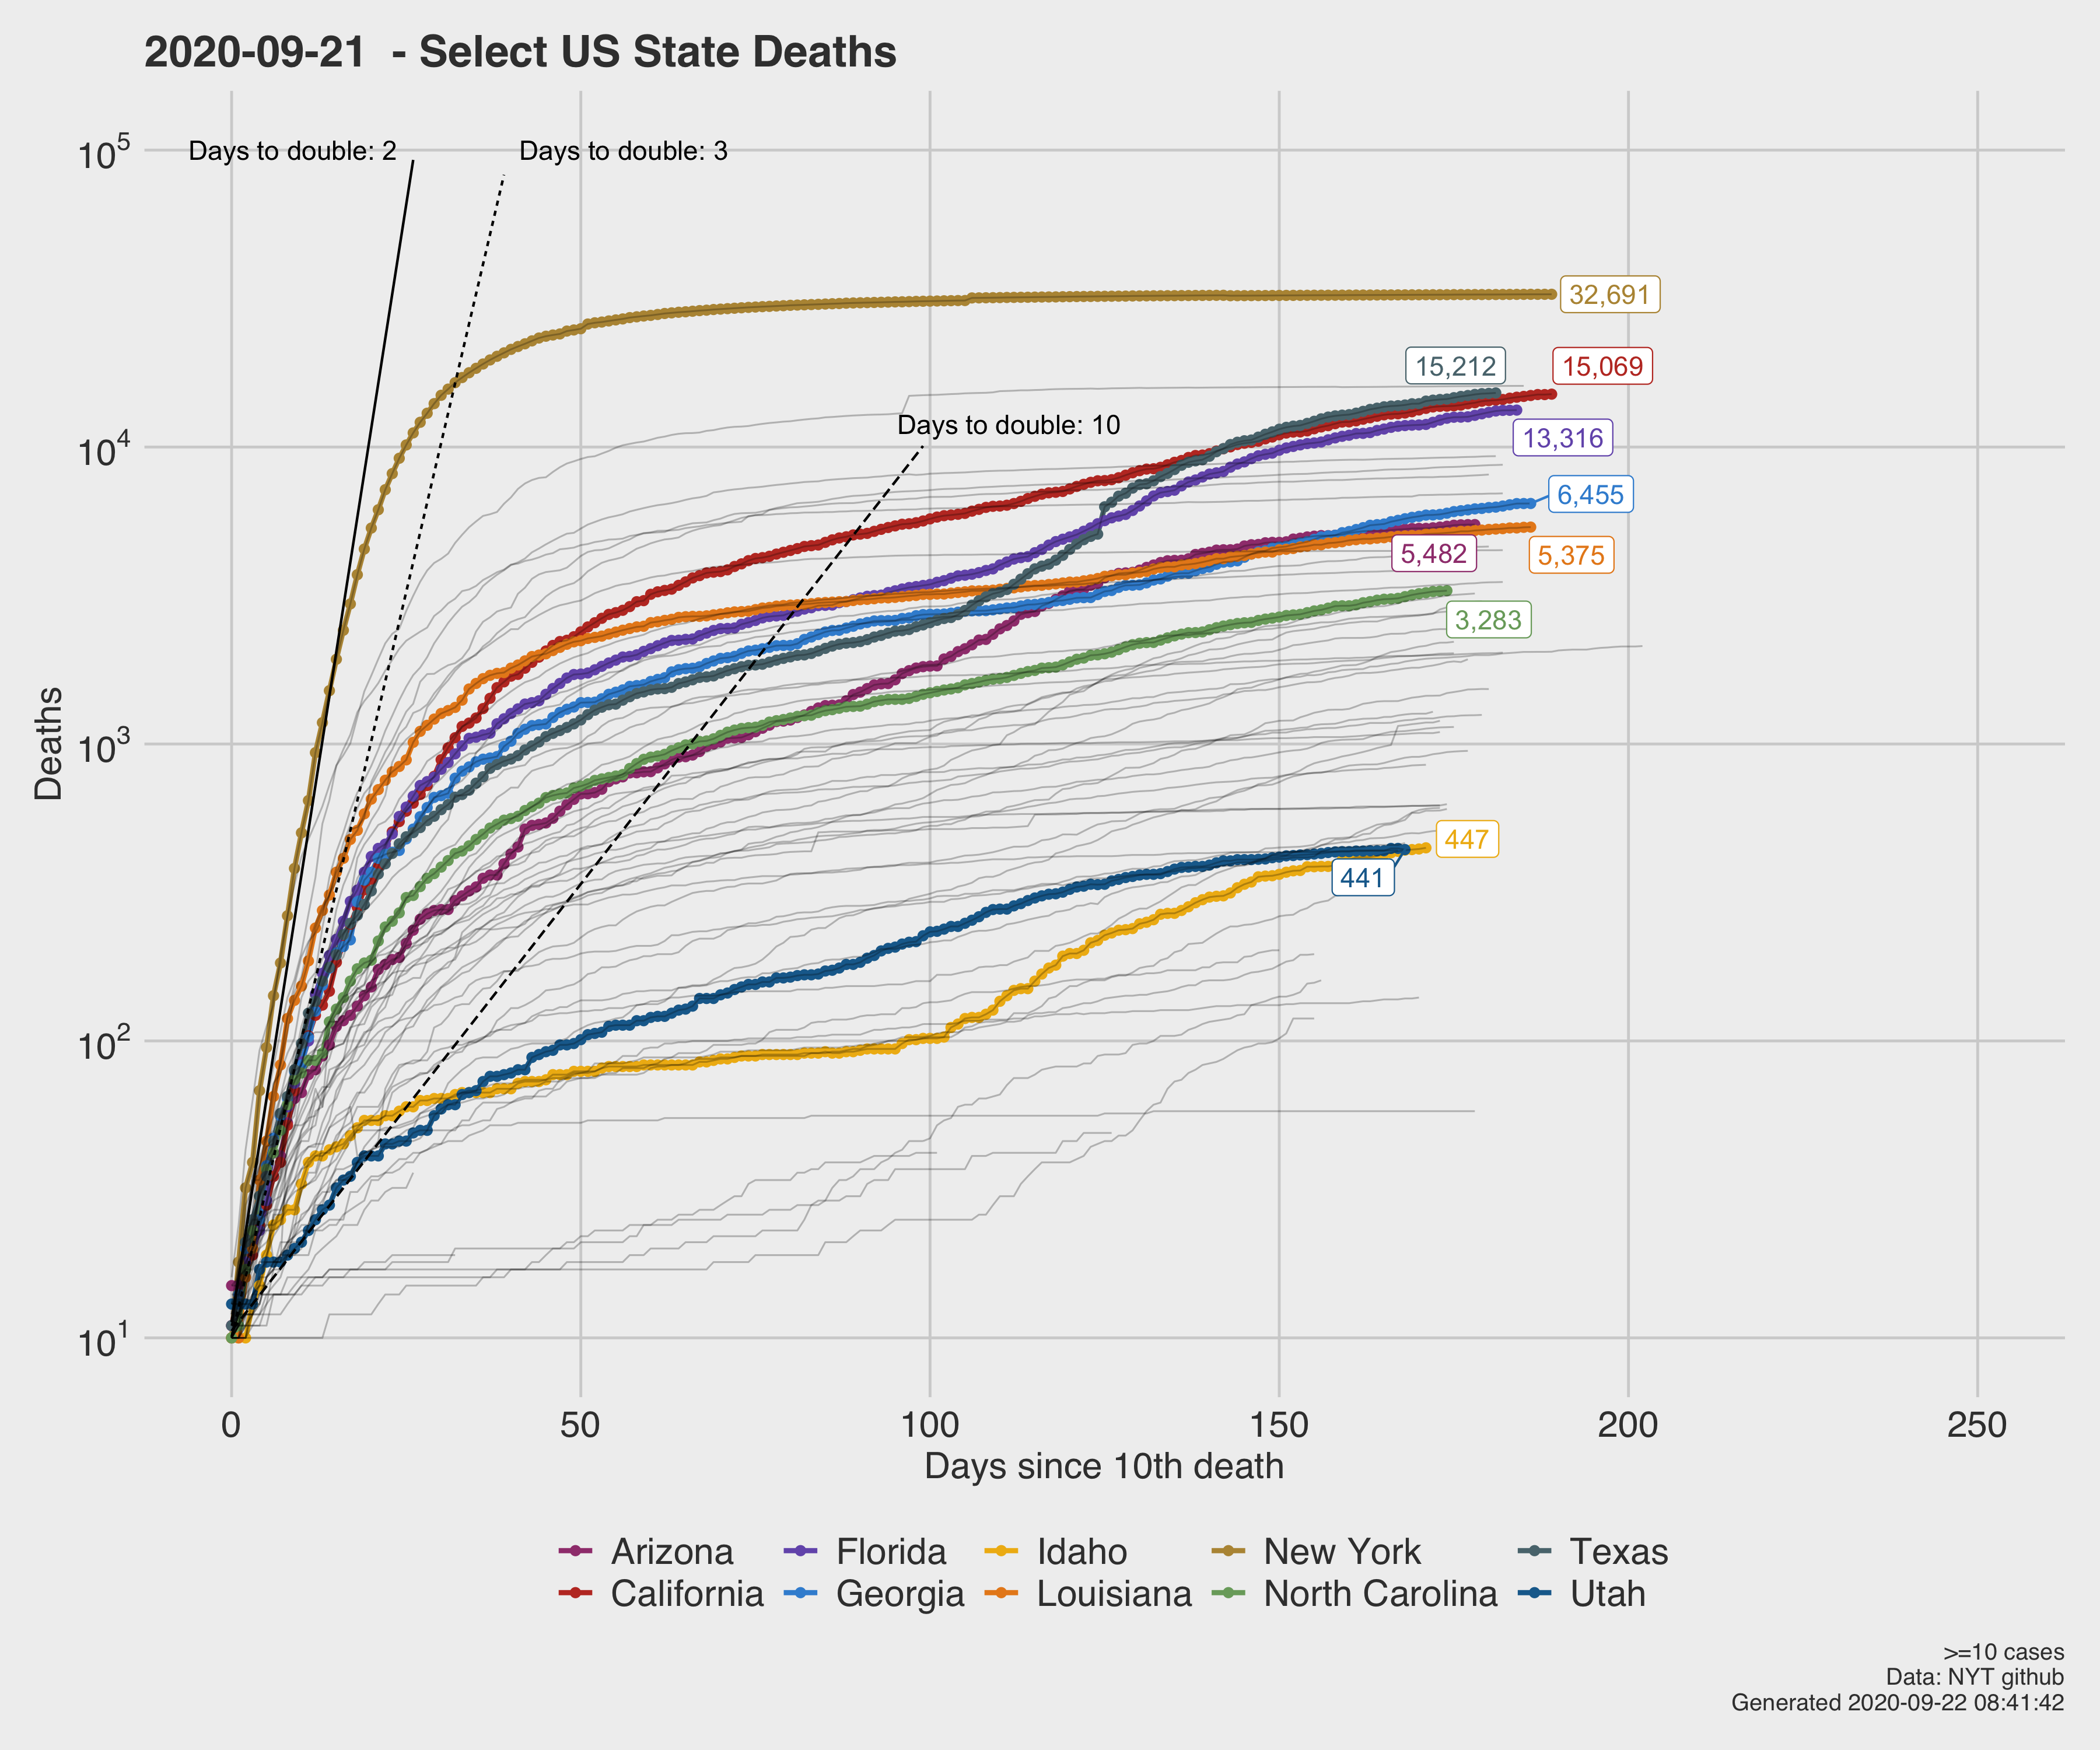 2020-09-21  - Select US State Deaths
Days to double: 2
Days to double: 3
Days to double: 10
10^5
10^4
10^3
10^2
10^1
Deaths
32,691
15,212
15,069
13,316
6,455
5,482
5,375
3,283
447
441
0 50 100 150 200 250
Days since 10th death
Arizona Florida Idaho New York Texas
California Georgia Louisiana North Carolina Utah
>=10 cases
Data: NYT github
Generated 2020-09-22 08:41:42